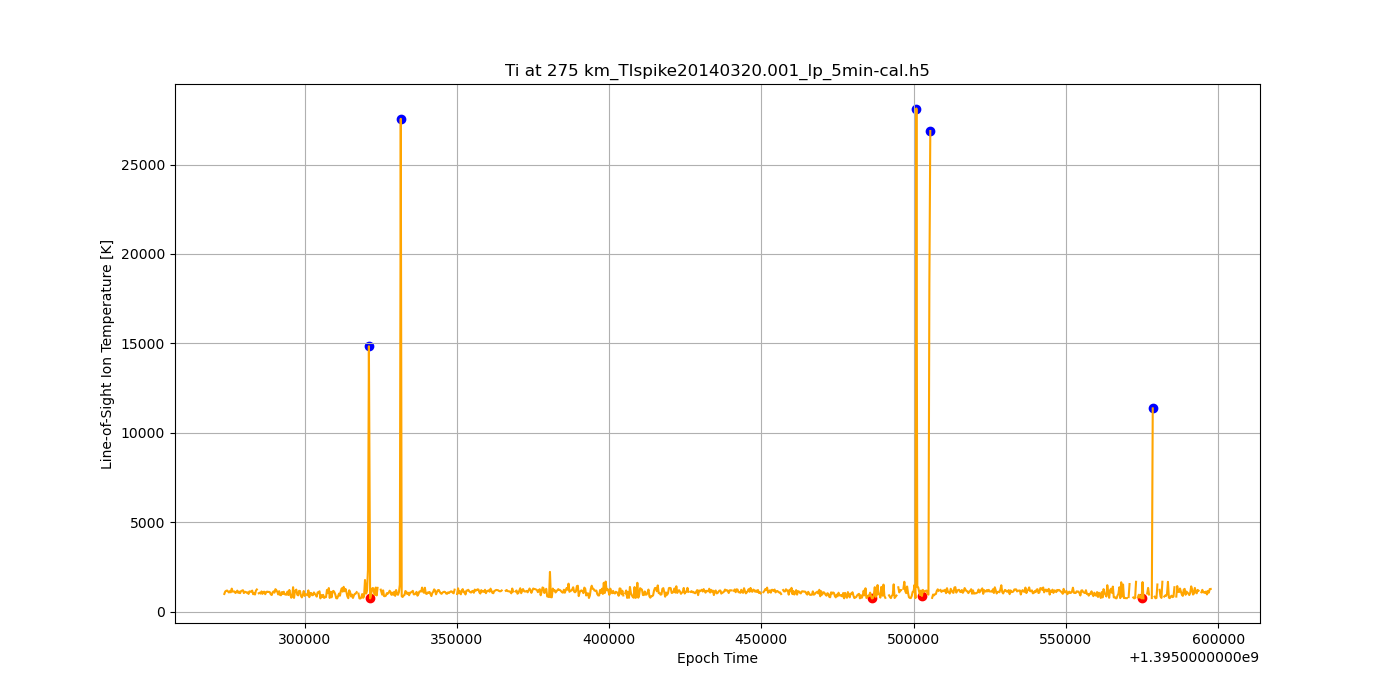 Ti at 275 km_TIspike20140320.001_lp_5min-cal.h5
Line-of-Sight Ion Temperature [K]
25000
20000
15000
10000
5000
0
300000 350000 400000 450000 500000 550000 600000
Epoch Time
+1.3950000000e9